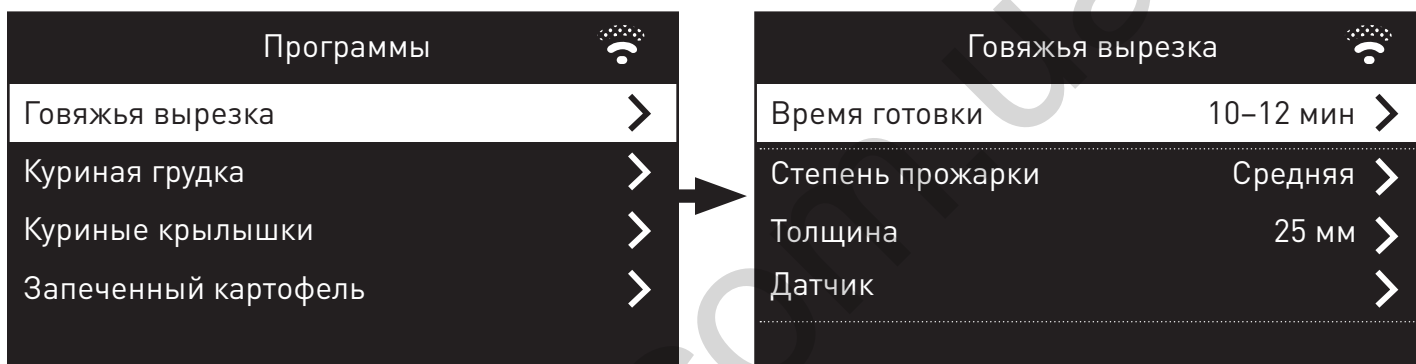 Программы
Говяжья вырезка
Куриная грудка
Куриные крылышки
Запеченный картофель
Говяжья вырезка
Время готовки 10–12 мин
Степень прожарки Средняя
Толщина 25 мм
Датчик